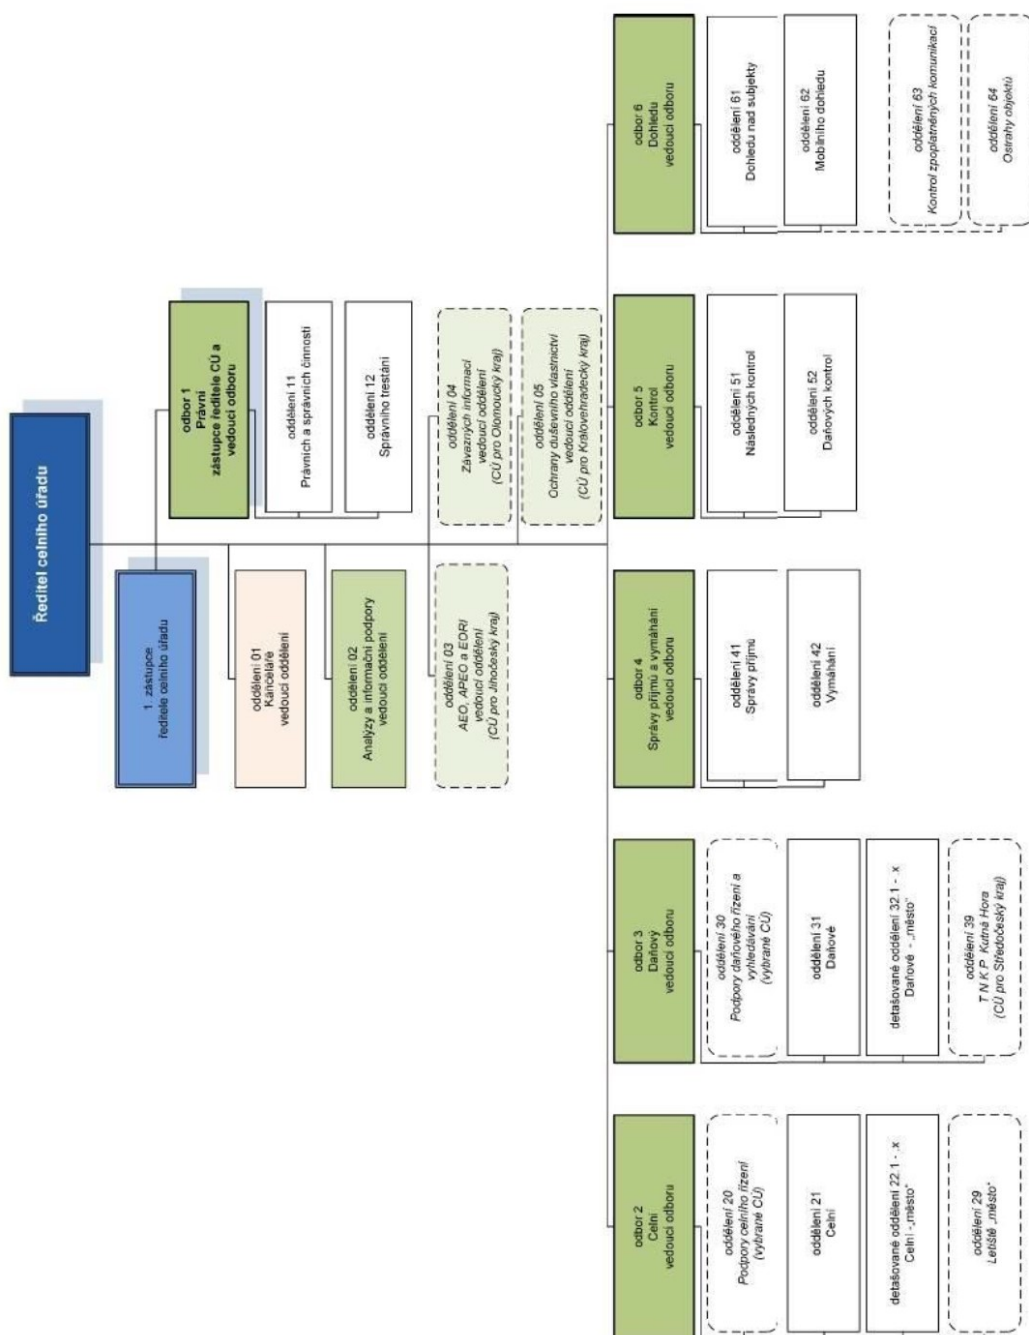 Ředitel celního úřadu
1. zástupce
ředitele celního úřadu
odbor 1
Právní
zástupce ředitele CÚ a
vedoucí odboru
oddělení 11
Právních a správních činností
oddělení 12
Správního trestání
oddělení 01
Kanceláře
vedoucí oddělení
oddělení 02
Analýzy a informační podpory
vedoucí oddělení
oddělení 03
AEO, APEO a EORI
vedoucí oddělení
(CÚ pro Jihočeský kraj)
oddělení 04
Závazných informací
vedoucí oddělení
(CÚ pro Olomoucký kraj)
oddělení 05
Ochrany duševního vlastnictví
vedoucí oddělení
(CÚ pro Královehradecký kraj)
odbor 2
Celní
vedoucí odboru
oddělení 20
Podpory celního řízení
(vybrané CÚ)
oddělení 21
Celní
detašované oddělení 22.1 - .x
Celní -„město“
oddělení 29
Letiště „město“
odbor 3
Daňový
vedoucí odboru
oddělení 30
Podpory daňového řízení a
vyhledávání
(vybrané CÚ)
oddělení 31
Daňové
detašované oddělení 32.1 - .x
Daňové - „město“
oddělení 39
T N K P Kutná Hora
(CÚ pro Středočeský kraj)
odbor 4
Správy příjmů a vymáhání
vedoucí odboru
oddělení 41
Správy příjmů
oddělení 42
Vymáhání
odbor 5
Kontrol
vedoucí odboru
oddělení 51
Následných kontrol
oddělení 52
Daňových kontrol
odbor 6
Dohledu
vedoucí odboru
oddělení 61
Dohledu nad subjekty
oddělení 62
Mobilního dohledu
oddělení 63
Kontrol zpoplatněných komunikací
oddělení 64
Ostrahy objektů